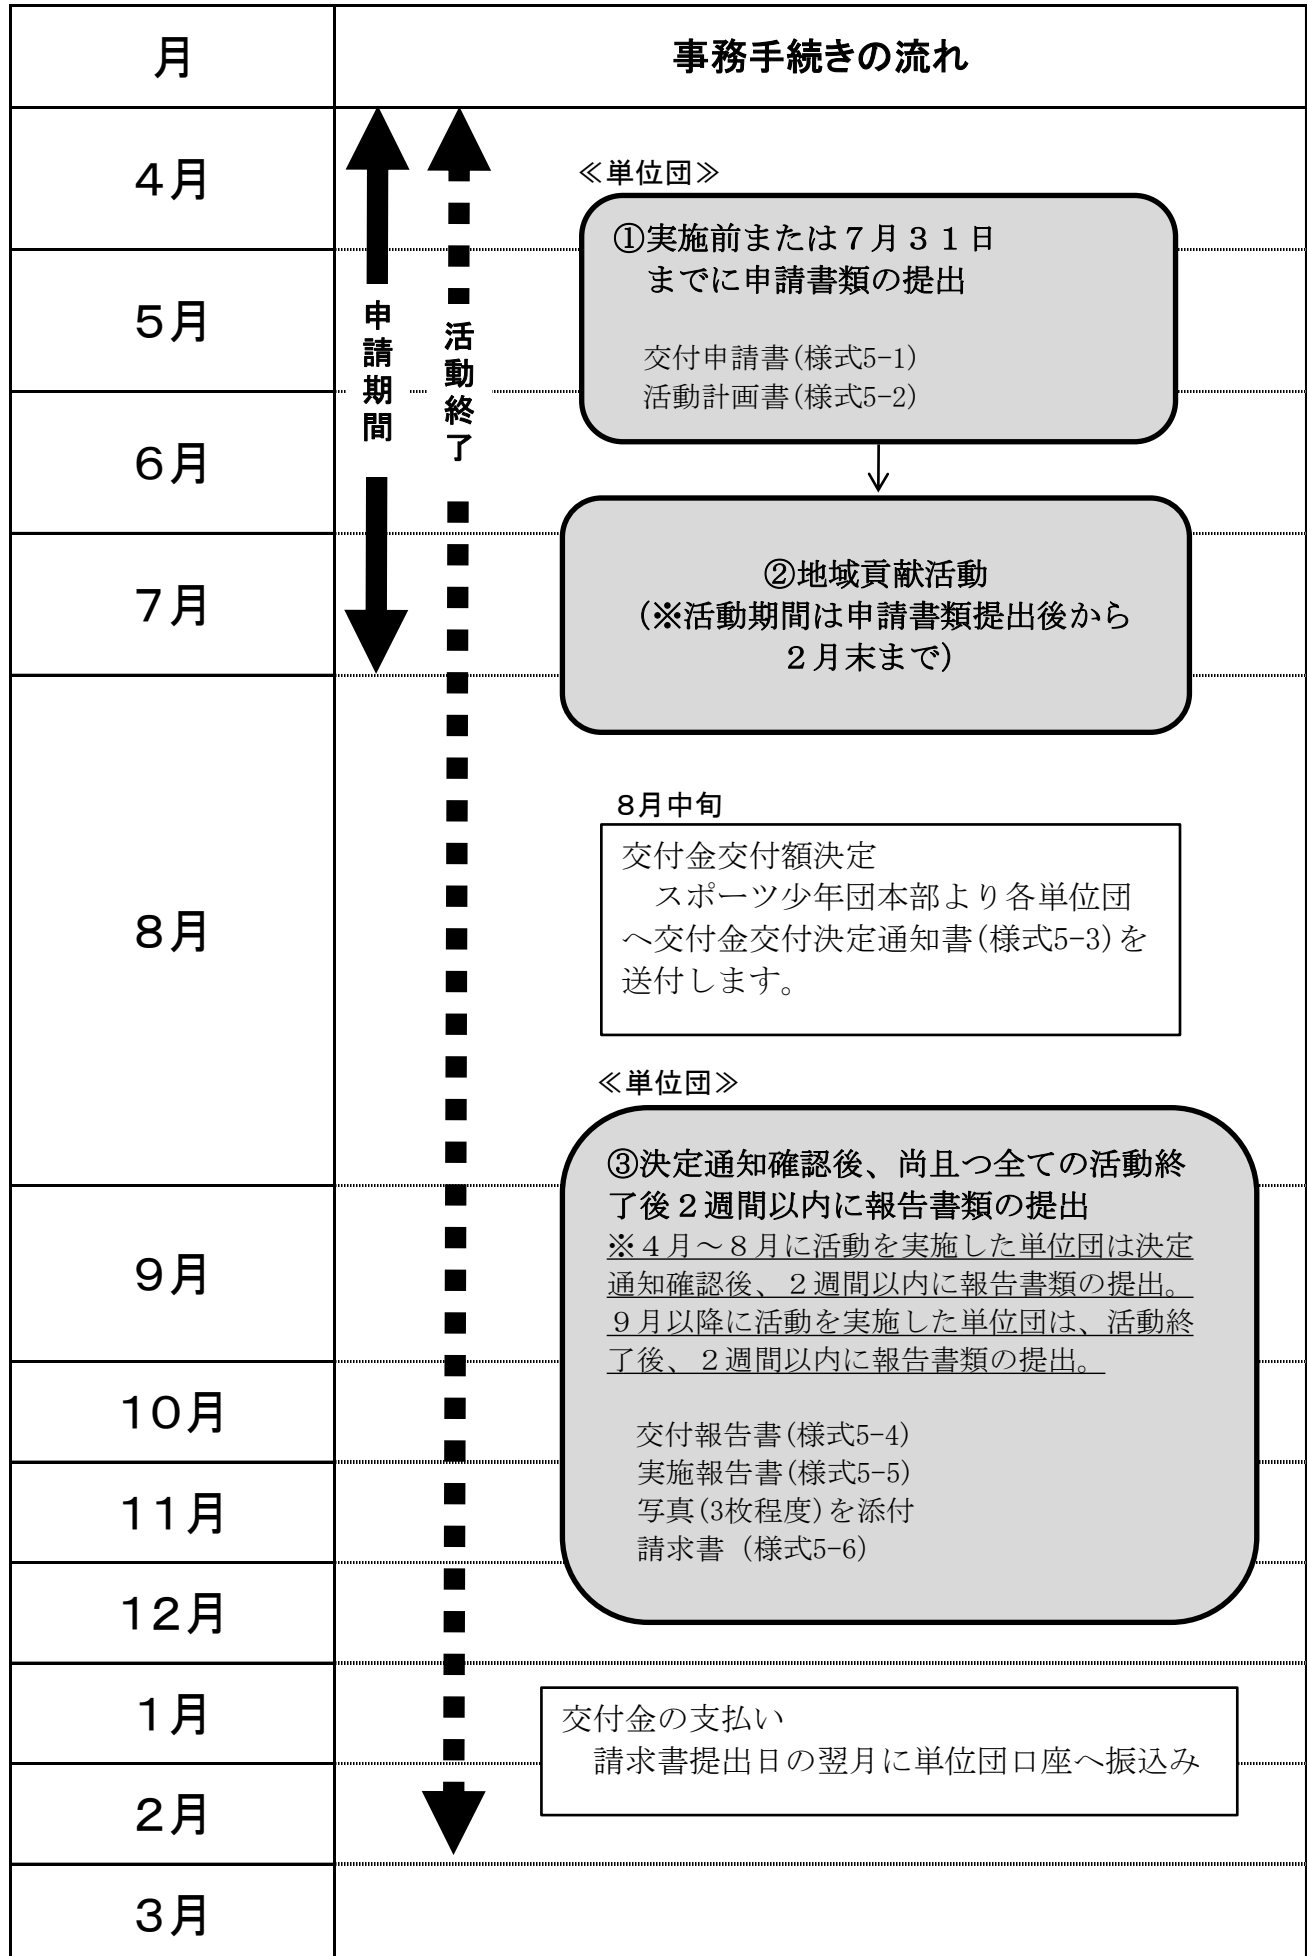 月
事務手続きの流れ
4月
5月
6月
7月
8月
9月
10月
11月
12月
1月
2月
3月
申請期間
活動終了
≪単位団≫
①実施前または７月３１日
までに申請書類の提出
交付申請書(様式5-1)
活動計画書(様式5-2)
②地域貢献活動
(※活動期間は申請書類提出後から
２月末まで)
8月中旬
交付金交付額決定
スポーツ少年団本部より各単位団
へ交付金交付決定通知書(様式5-3)を
送付します。
≪単位団≫
③決定通知確認後、尚且つ全ての活動終
了後２週間以内に報告書類の提出
※４月～８月に活動を実施した単位団は決定
通知確認後、２週間以内に報告書類の提出。
９月以降に活動を実施した単位団は、活動終
了後、２週間以内に報告書類の提出。
交付報告書(様式5-4)
実施報告書(様式5-5)
写真(3枚程度)を添付
請求書 (様式5-6)
交付金の支払い
請求書提出日の翌月に単位団口座へ振込み